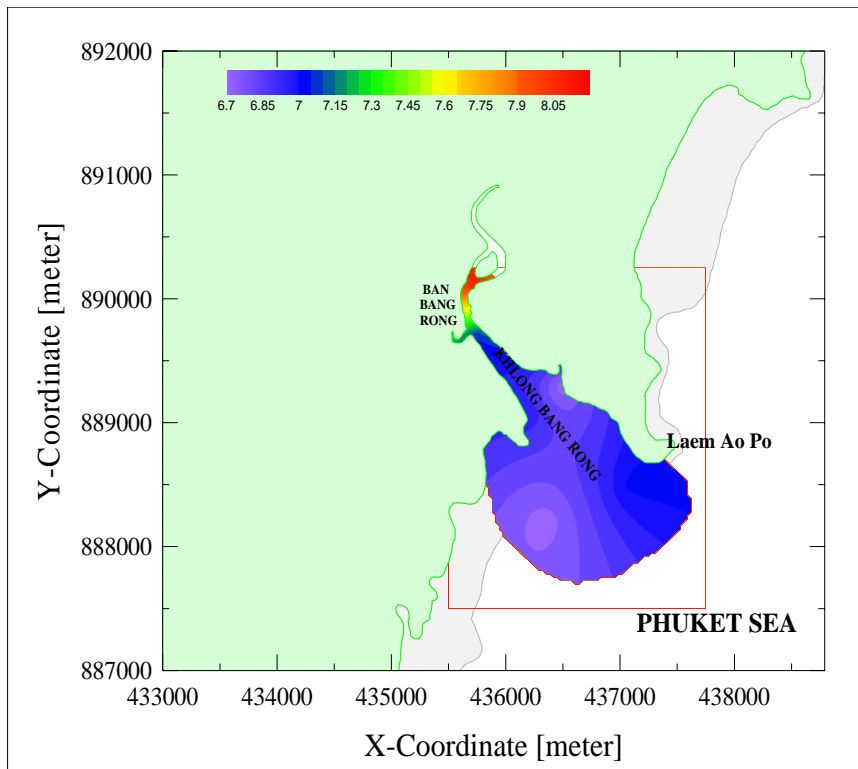 892000
6.7 6.85 7 7.15 7.3 7.45 7.6 7.75 7.9 8.05
891000
890000
BAN
BANG
RONG
KHLONG BANG RONG
889000
Laem Ao Po
888000
PHUKET SEA
887000
433000 434000 435000 436000 437000 438000
X-Coordinate [meter]
Y-Coordinate [meter]